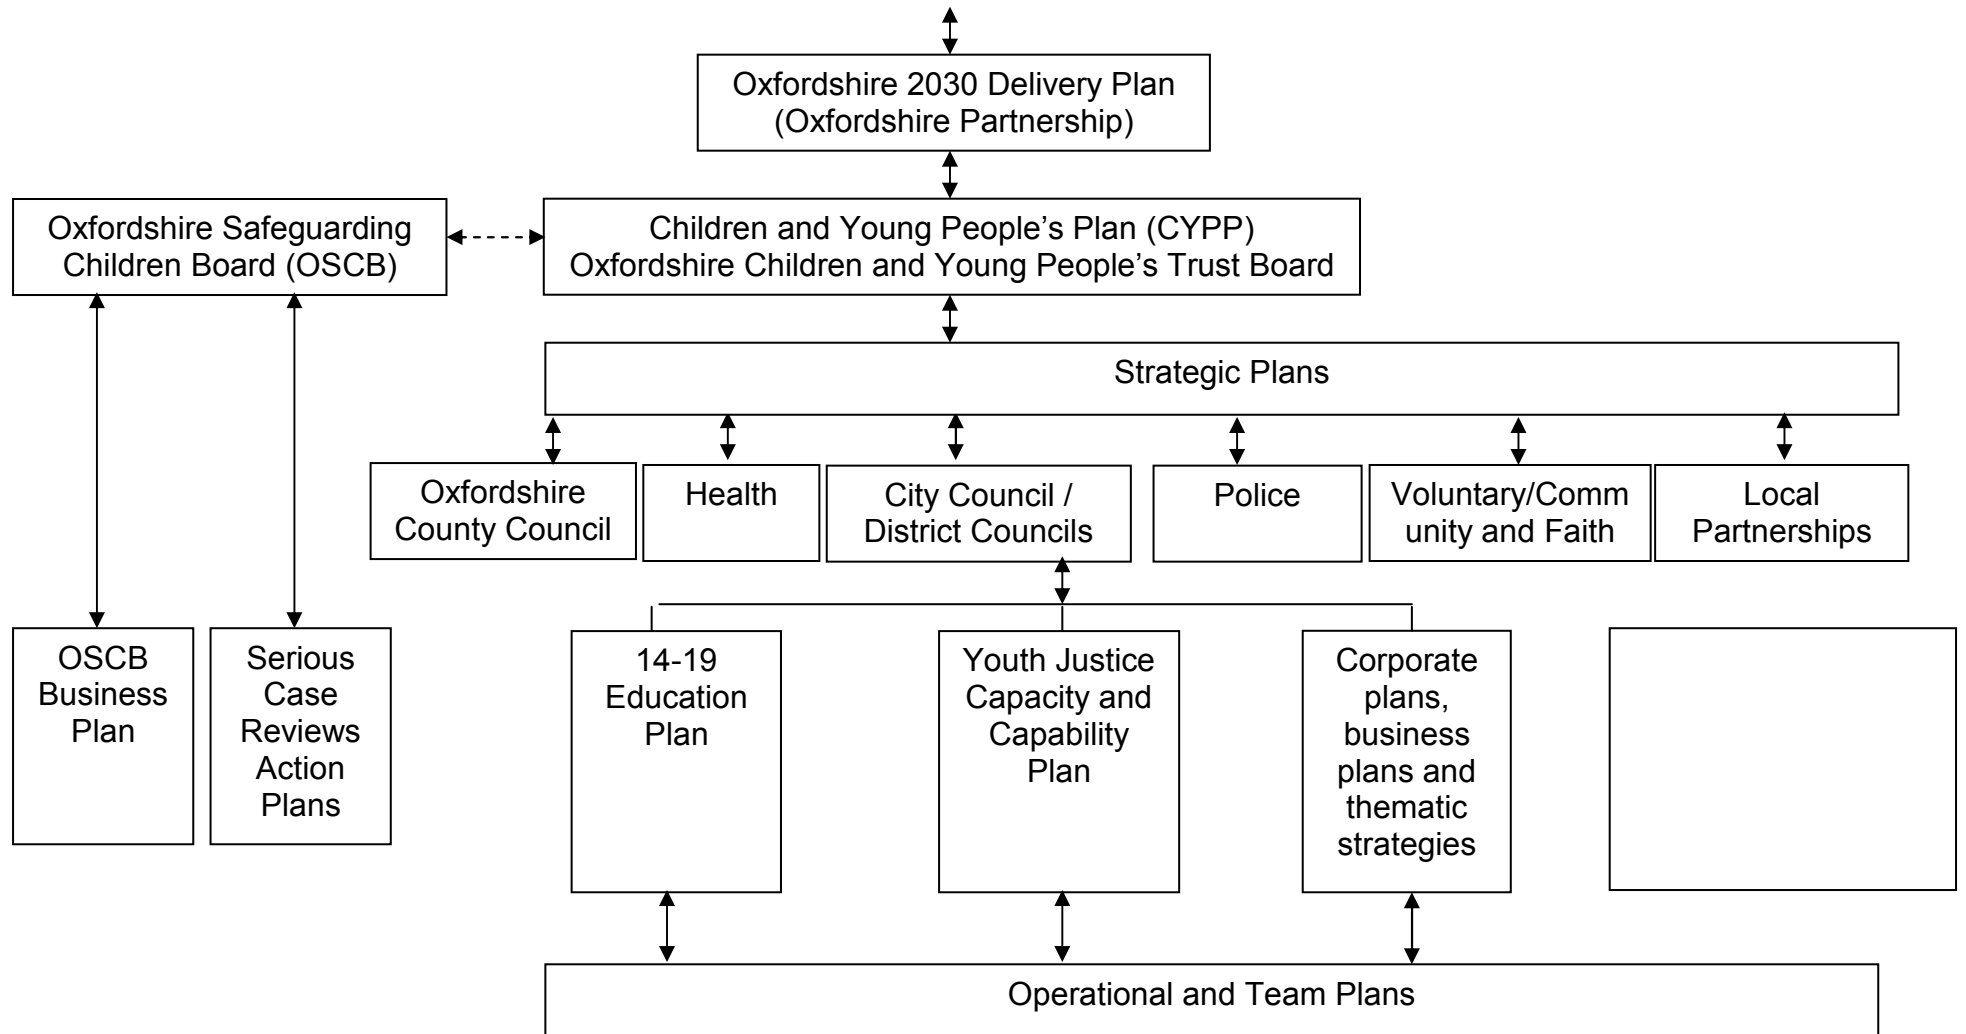 Oxfordshire 2030 Delivery Plan
(Oxfordshire Partnership)
Oxfordshire Safeguarding
Children Board (OSCB)
Children and Young People’s Plan (CYPP)
Oxfordshire Children and Young People’s Trust Board
Strategic Plans
Oxfordshire
County Council
Health
City Council /
District Councils
Police
Voluntary/Comm
unity and Faith
Local
Partnerships
OSCB
Business
Plan
Serious
Case
Reviews
Action
Plans
14-19
Education
Plan
Youth Justice
Capacity and
Capability
Plan
Corporate
plans,
business
plans and
thematic
strategies
Operational and Team Plans